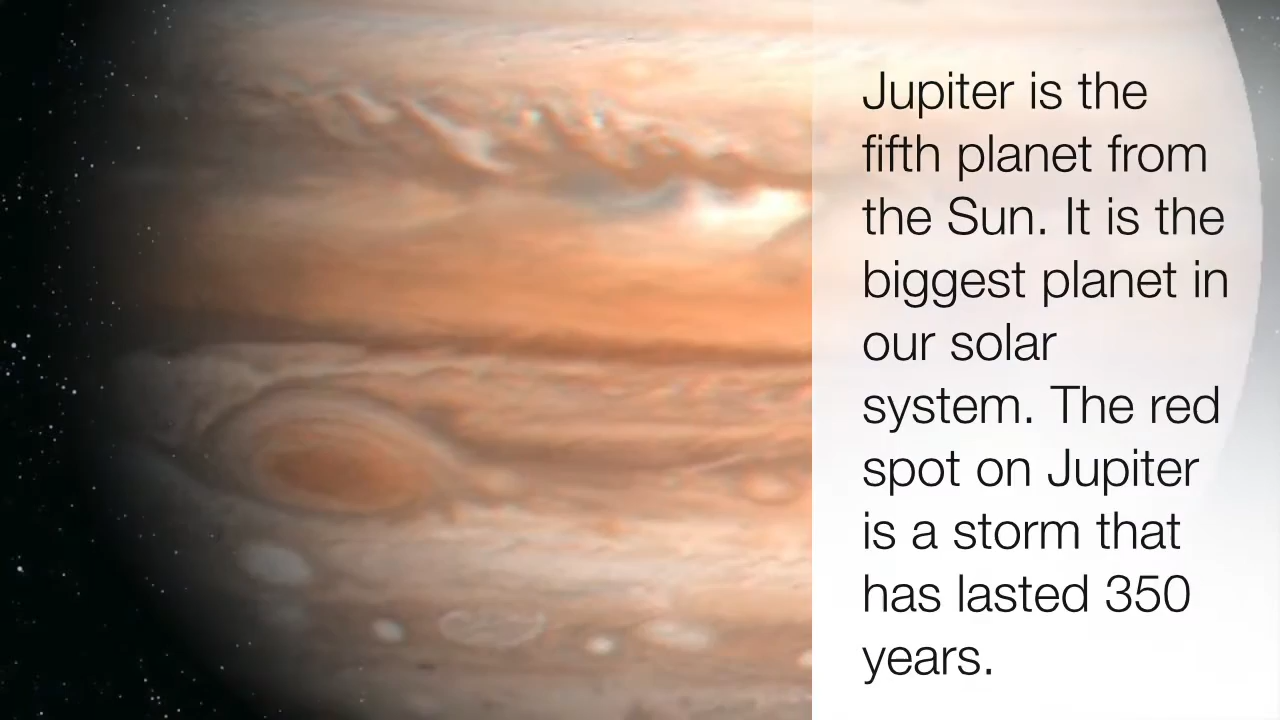 Jupiter is the
fifth planet from
the Sun. It is the
biggest planet in
our solar
system. The red
spot on Jupiter
is a storm that
has lasted 350
years.